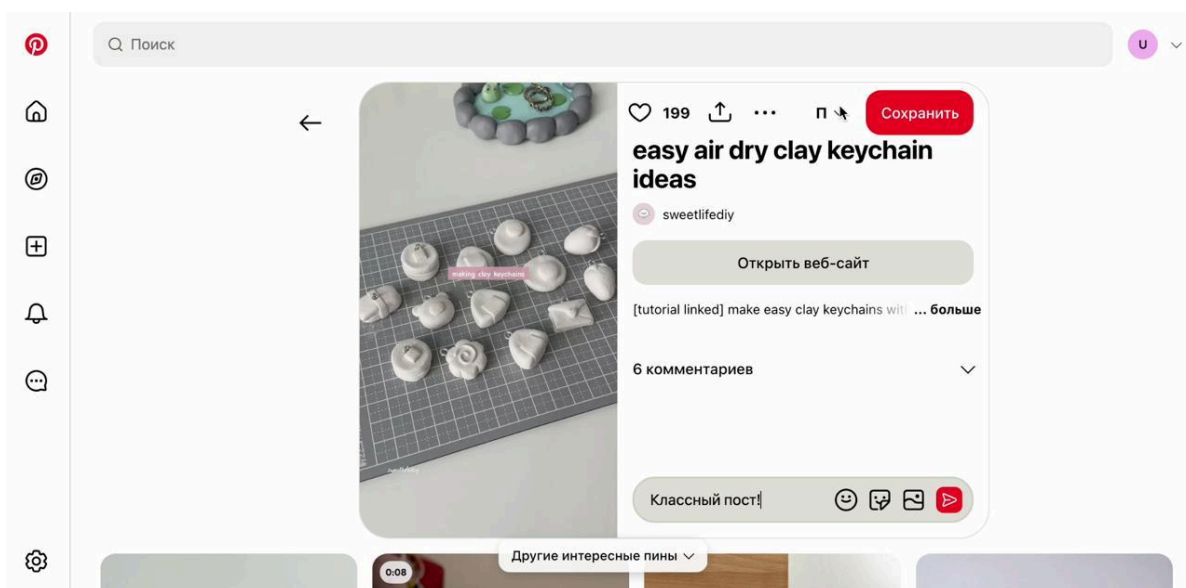 Поиск
U
199
П
Сохранить
easy air dry clay keychain
ideas
sweetlifediy
making clay keychains
Открыть веб-сайт
[tutorial linked] make easy clay keychains wit ... больше
6 комментариев
Классный пост!
Другие интересные пины
0:08